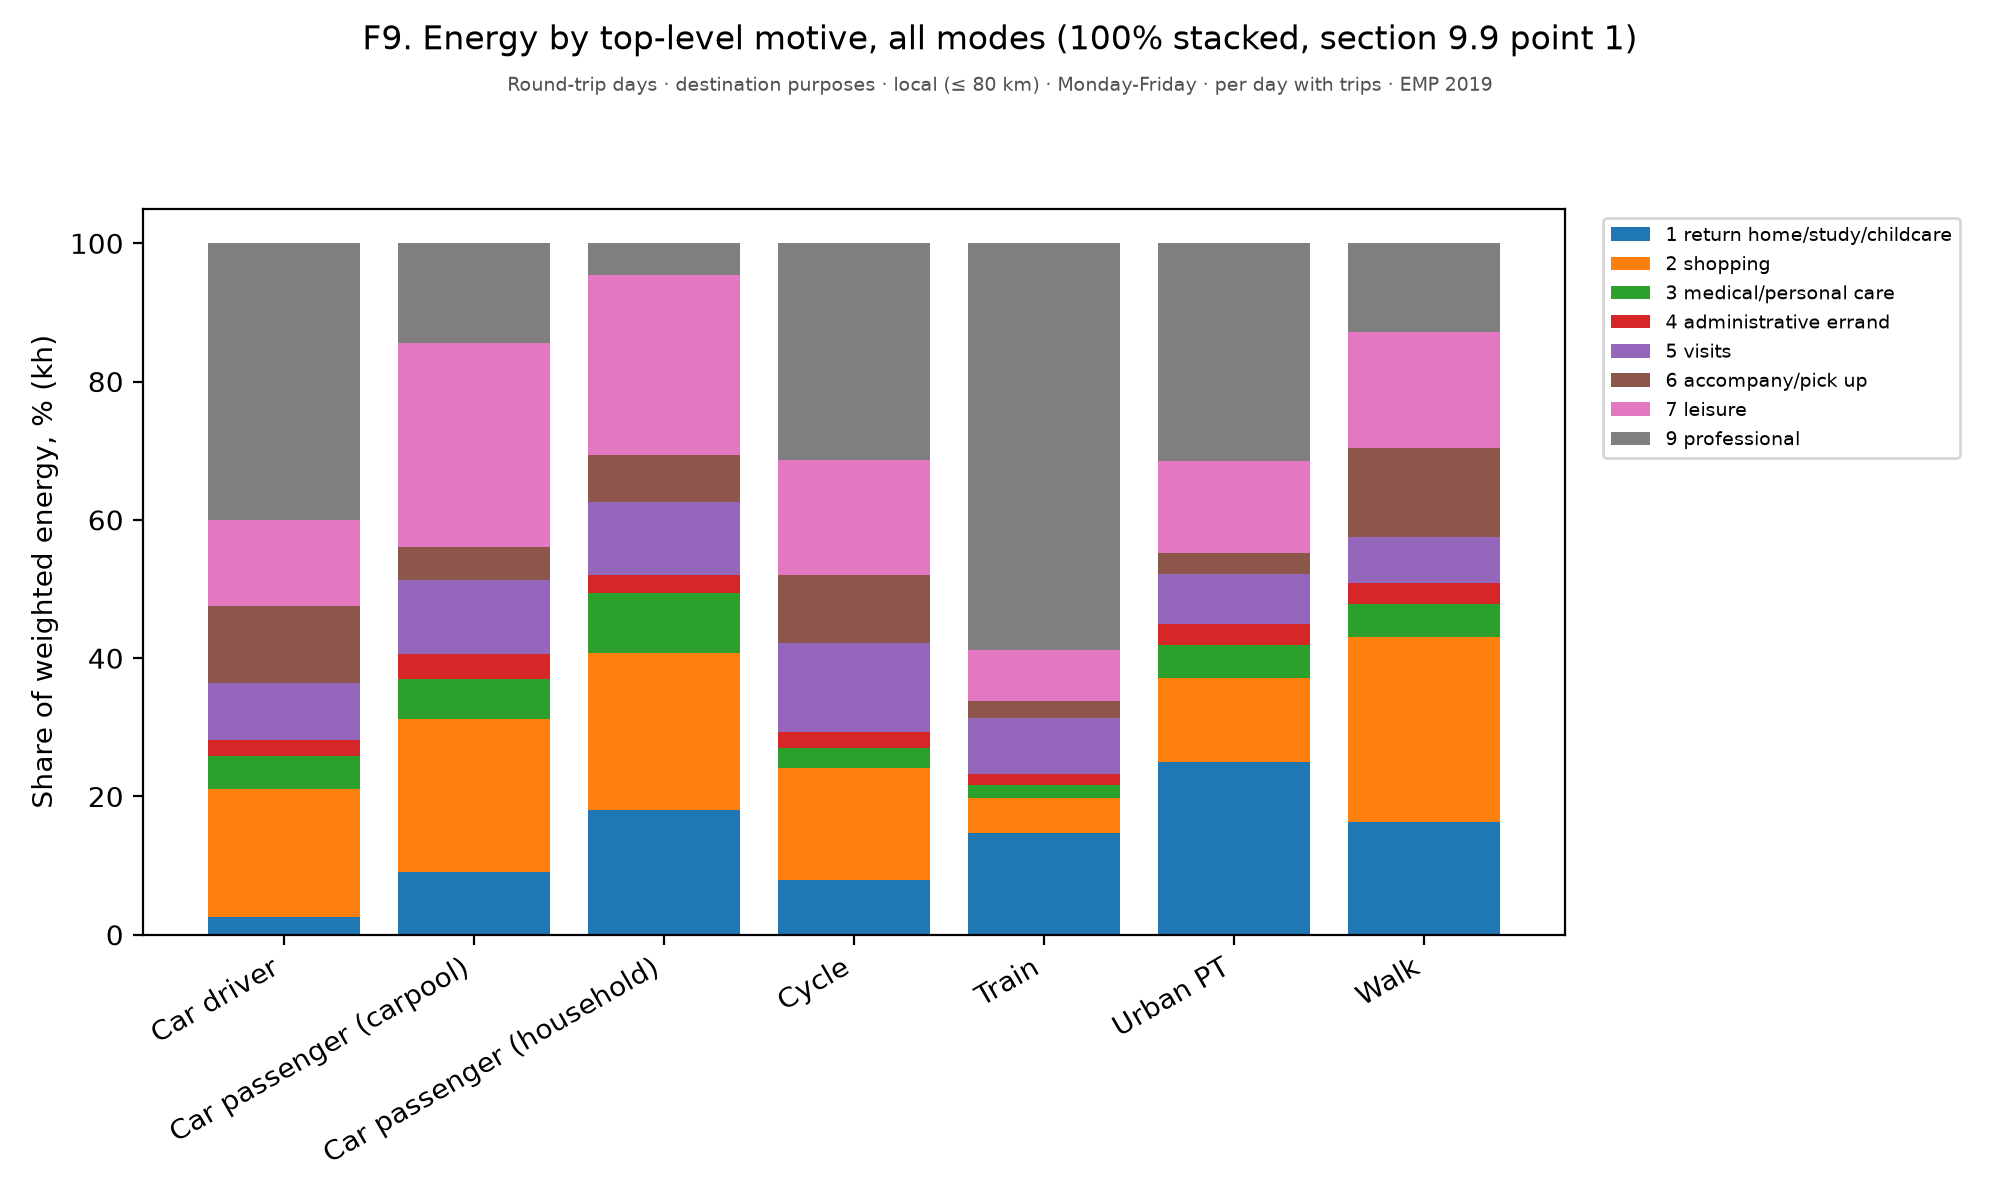 F9. Energy by top-level motive, all modes (100% stacked, section 9.9 point 1)
Round-trip days · destination purposes · local (≤ 80 km) · Monday-Friday · per day with trips · EMP 2019
Share of weighted energy, % (kh)
100
80
60
40
20
0
Car driver
Car passenger (carpool)
Car passenger (household)
Cycle
Train
Urban PT
Walk
1 return home/study/childcare
2 shopping
3 medical/personal care
4 administrative errand
5 visits
6 accompany/pick up
7 leisure
9 professional